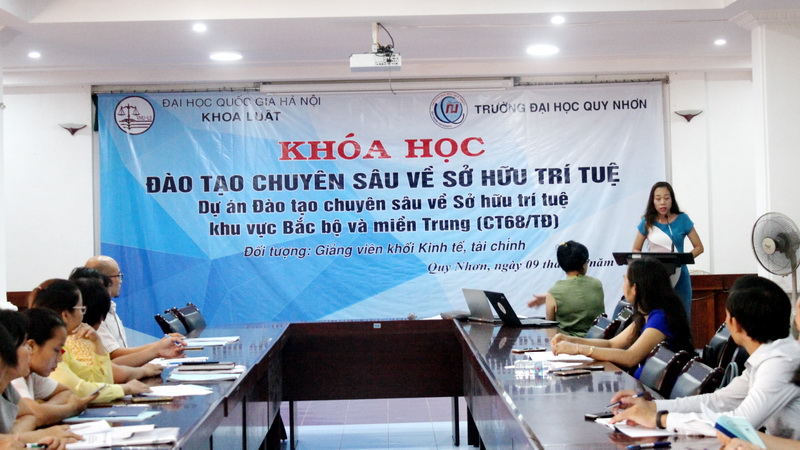 ĐẠI HỌC QUỐC GIA HÀ NỘI
KHOA LUẬT
TRƯỜNG ĐẠI HỌC QUY NHƠN
KHÓA HỌC
ĐÀO TẠO CHUYÊN SÂU VỀ SỞ HỮU TRÍ TUỆ
Dự án Đào tạo chuyên sâu về Sở hữu trí tuệ
khu vực Bắc bộ và miền Trung (CT68/TĐ)
Đối tượng: Giảng viên khối Kinh tế, tài chính
Quy Nhơn, ngày 09 năm